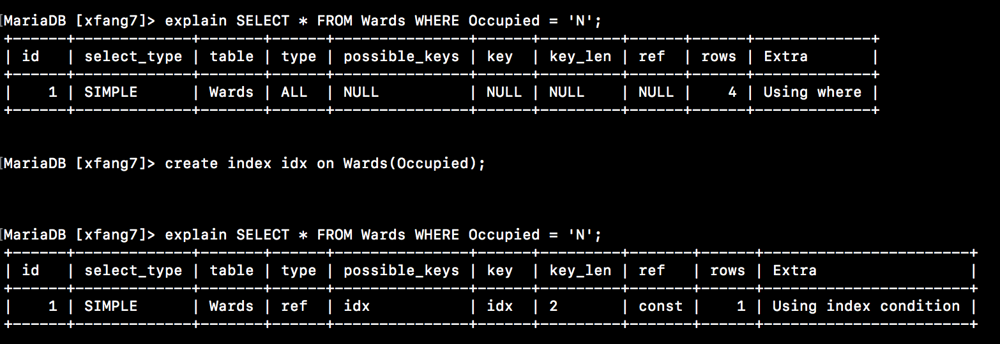 [MariaDB [xfang7]> explain SELECT * FROM Wards WHERE Occupied = 'N';
+------+-------------+-------+------+---------------+------+---------+------+------+-------------+
| id   | select_type | table | type | possible_keys | key  | key_len | ref  | rows | Extra       |
+------+-------------+-------+------+---------------+------+---------+------+------+-------------+
|    1 | SIMPLE      | Wards | ALL  | NULL          | NULL | NULL    | NULL |    4 | Using where |
+------+-------------+-------+------+---------------+------+---------+------+------+-------------+
[MariaDB [xfang7]> create index idx on Wards(Occupied);
[MariaDB [xfang7]> explain SELECT * FROM Wards WHERE Occupied = 'N';
+------+-------------+-------+------+---------------+------+---------+-------+------+-----------------------+
| id   | select_type | table | type | possible_keys | key  | key_len | ref   | rows | Extra                 |
+------+-------------+-------+------+---------------+------+---------+-------+------+-----------------------+
|    1 | SIMPLE      | Wards | ref  | idx           | idx  | 2       | const |    1 | Using index condition |
+------+-------------+-------+------+---------------+------+---------+-------+------+-----------------------+